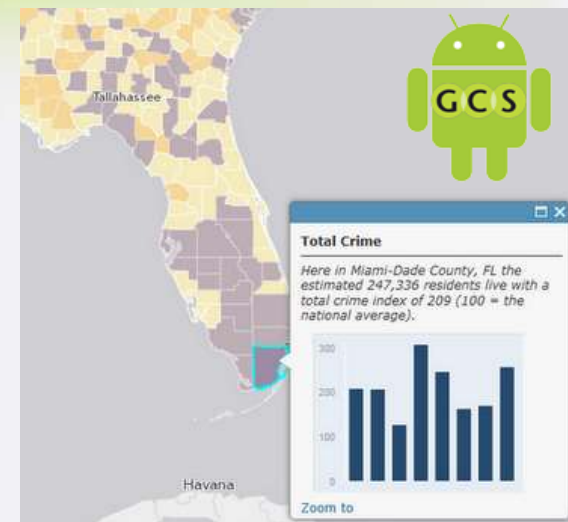 Tallahassee
GCS
Total Crime
Here in Miami-Dade County, FL the
estimated 247,336 residents live with a
total crime index of 209 (100 = the
national average).
300
200
100
0
Havana
Zoom to